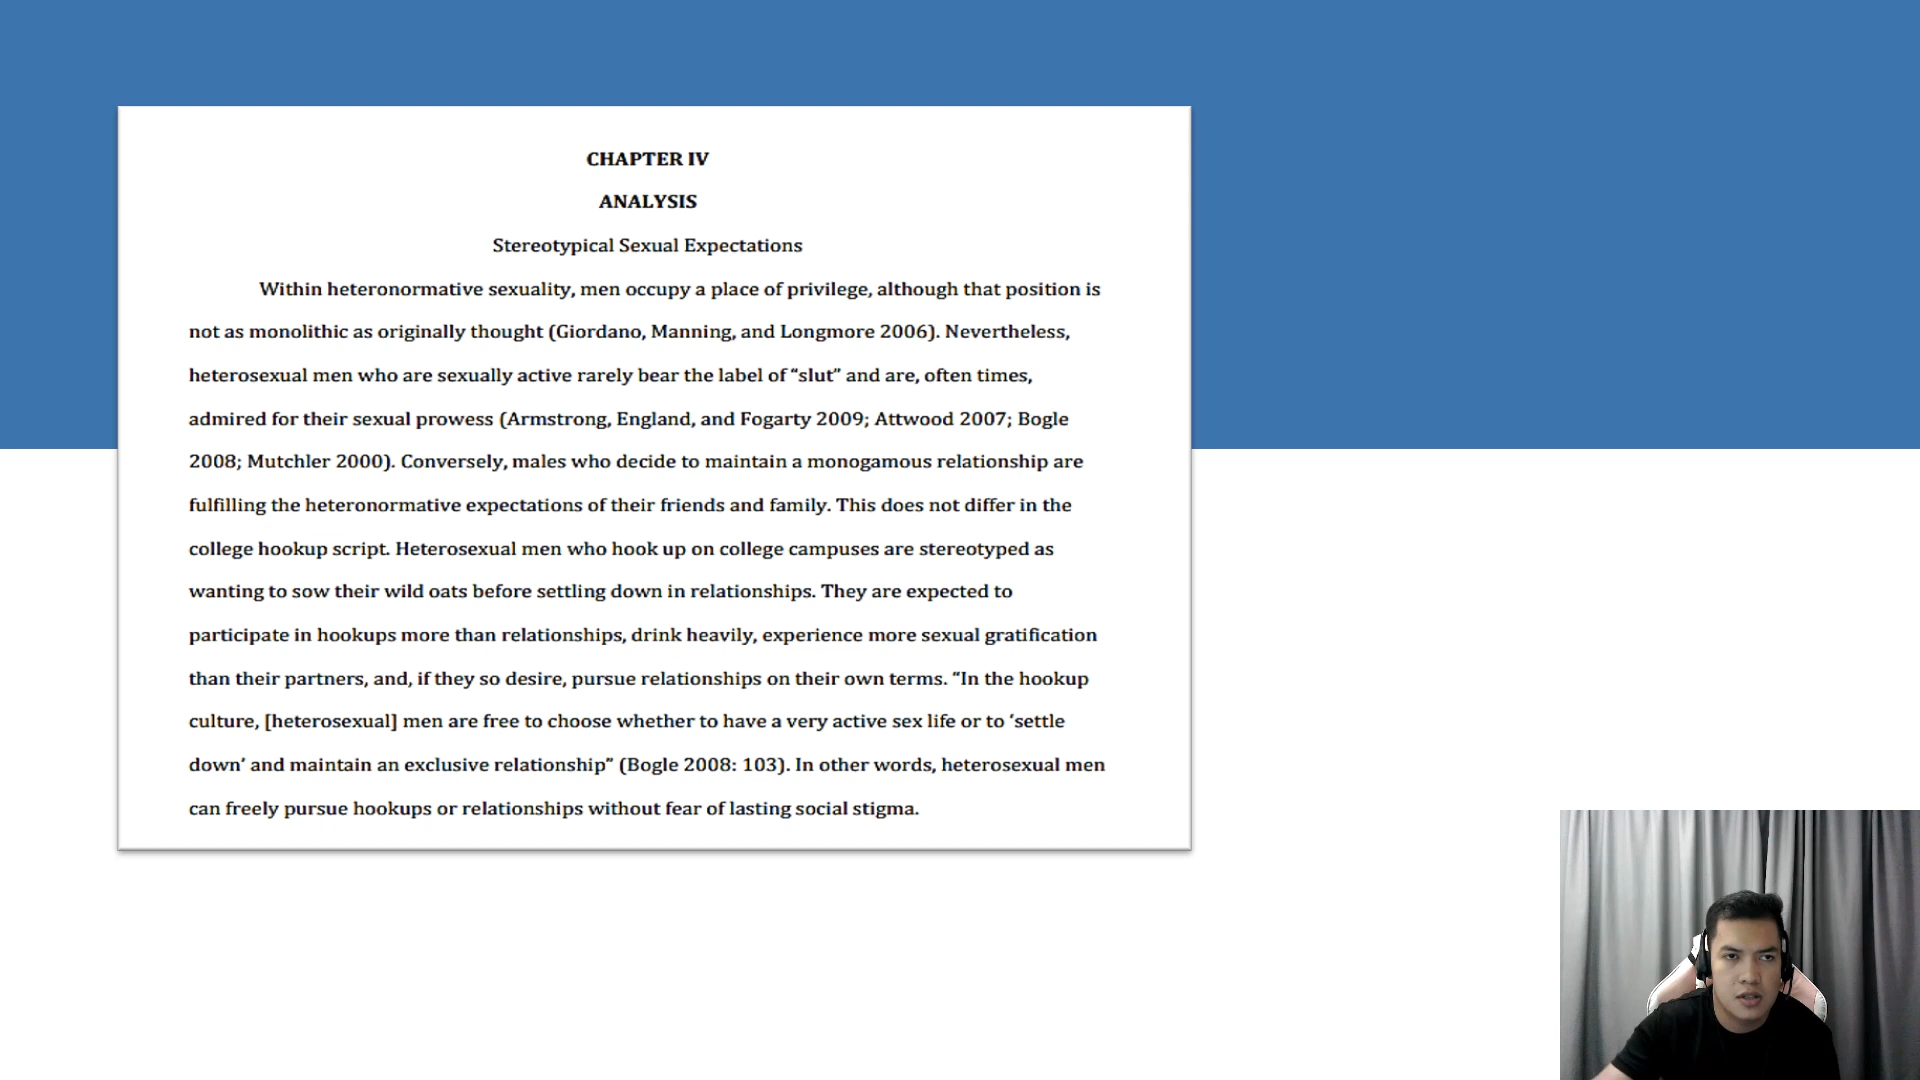 CHAPTER IV
ANALYSIS
Stereotypical Sexual Expectations
Within heteronormative sexuality, men occupy a place of privilege, although that position is
not as monolithic as originally thought (Giordano, Manning, and Longmore 2006). Nevertheless,
heterosexual men who are sexually active rarely bear the label of “slut” and are, often times,
admired for their sexual prowess (Armstrong, England, and Fogarty 2009; Attwood 2007; Bogle
2008; Mutchler 2000). Conversely, males who decide to maintain a monogamous relationship are
fulfilling the heteronormative expectations of their friends and family. This does not differ in the
college hookup script. Heterosexual men who hook up on college campuses are stereotyped as
wanting to sow their wild oats before settling down in relationships. They are expected to
participate in hookups more than relationships, drink heavily, experience more sexual gratification
than their partners, and, if they so desire, pursue relationships on their own terms. “In the hookup
culture, [heterosexual] men are free to choose whether to have a very active sex life or to ‘settle
down’ and maintain an exclusive relationship” (Bogle 2008: 103). In other words, heterosexual men
can freely pursue hookups or relationships without fear of lasting social stigma.